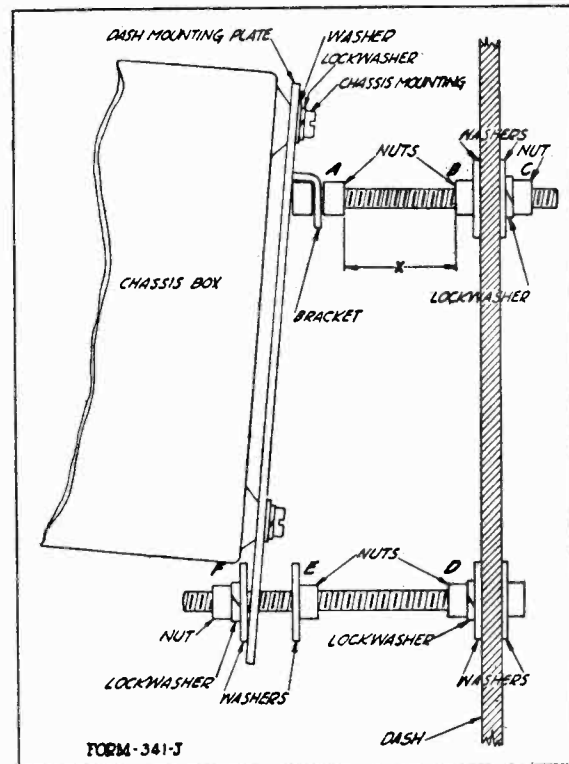 DASH MOUNTING PLATE
WASHER
LOCKWASHER
CHASSIS MOUNTING
WASHERS
NUT
A
NUTS
B
C
X
LOCKWASHER
CHASSIS BOX
BRACKET
F
E
NUTS
D
NUT
LOCKWASHER
LOCKWASHER
WASHERS
WASHERS
DASH
FORM-341-J